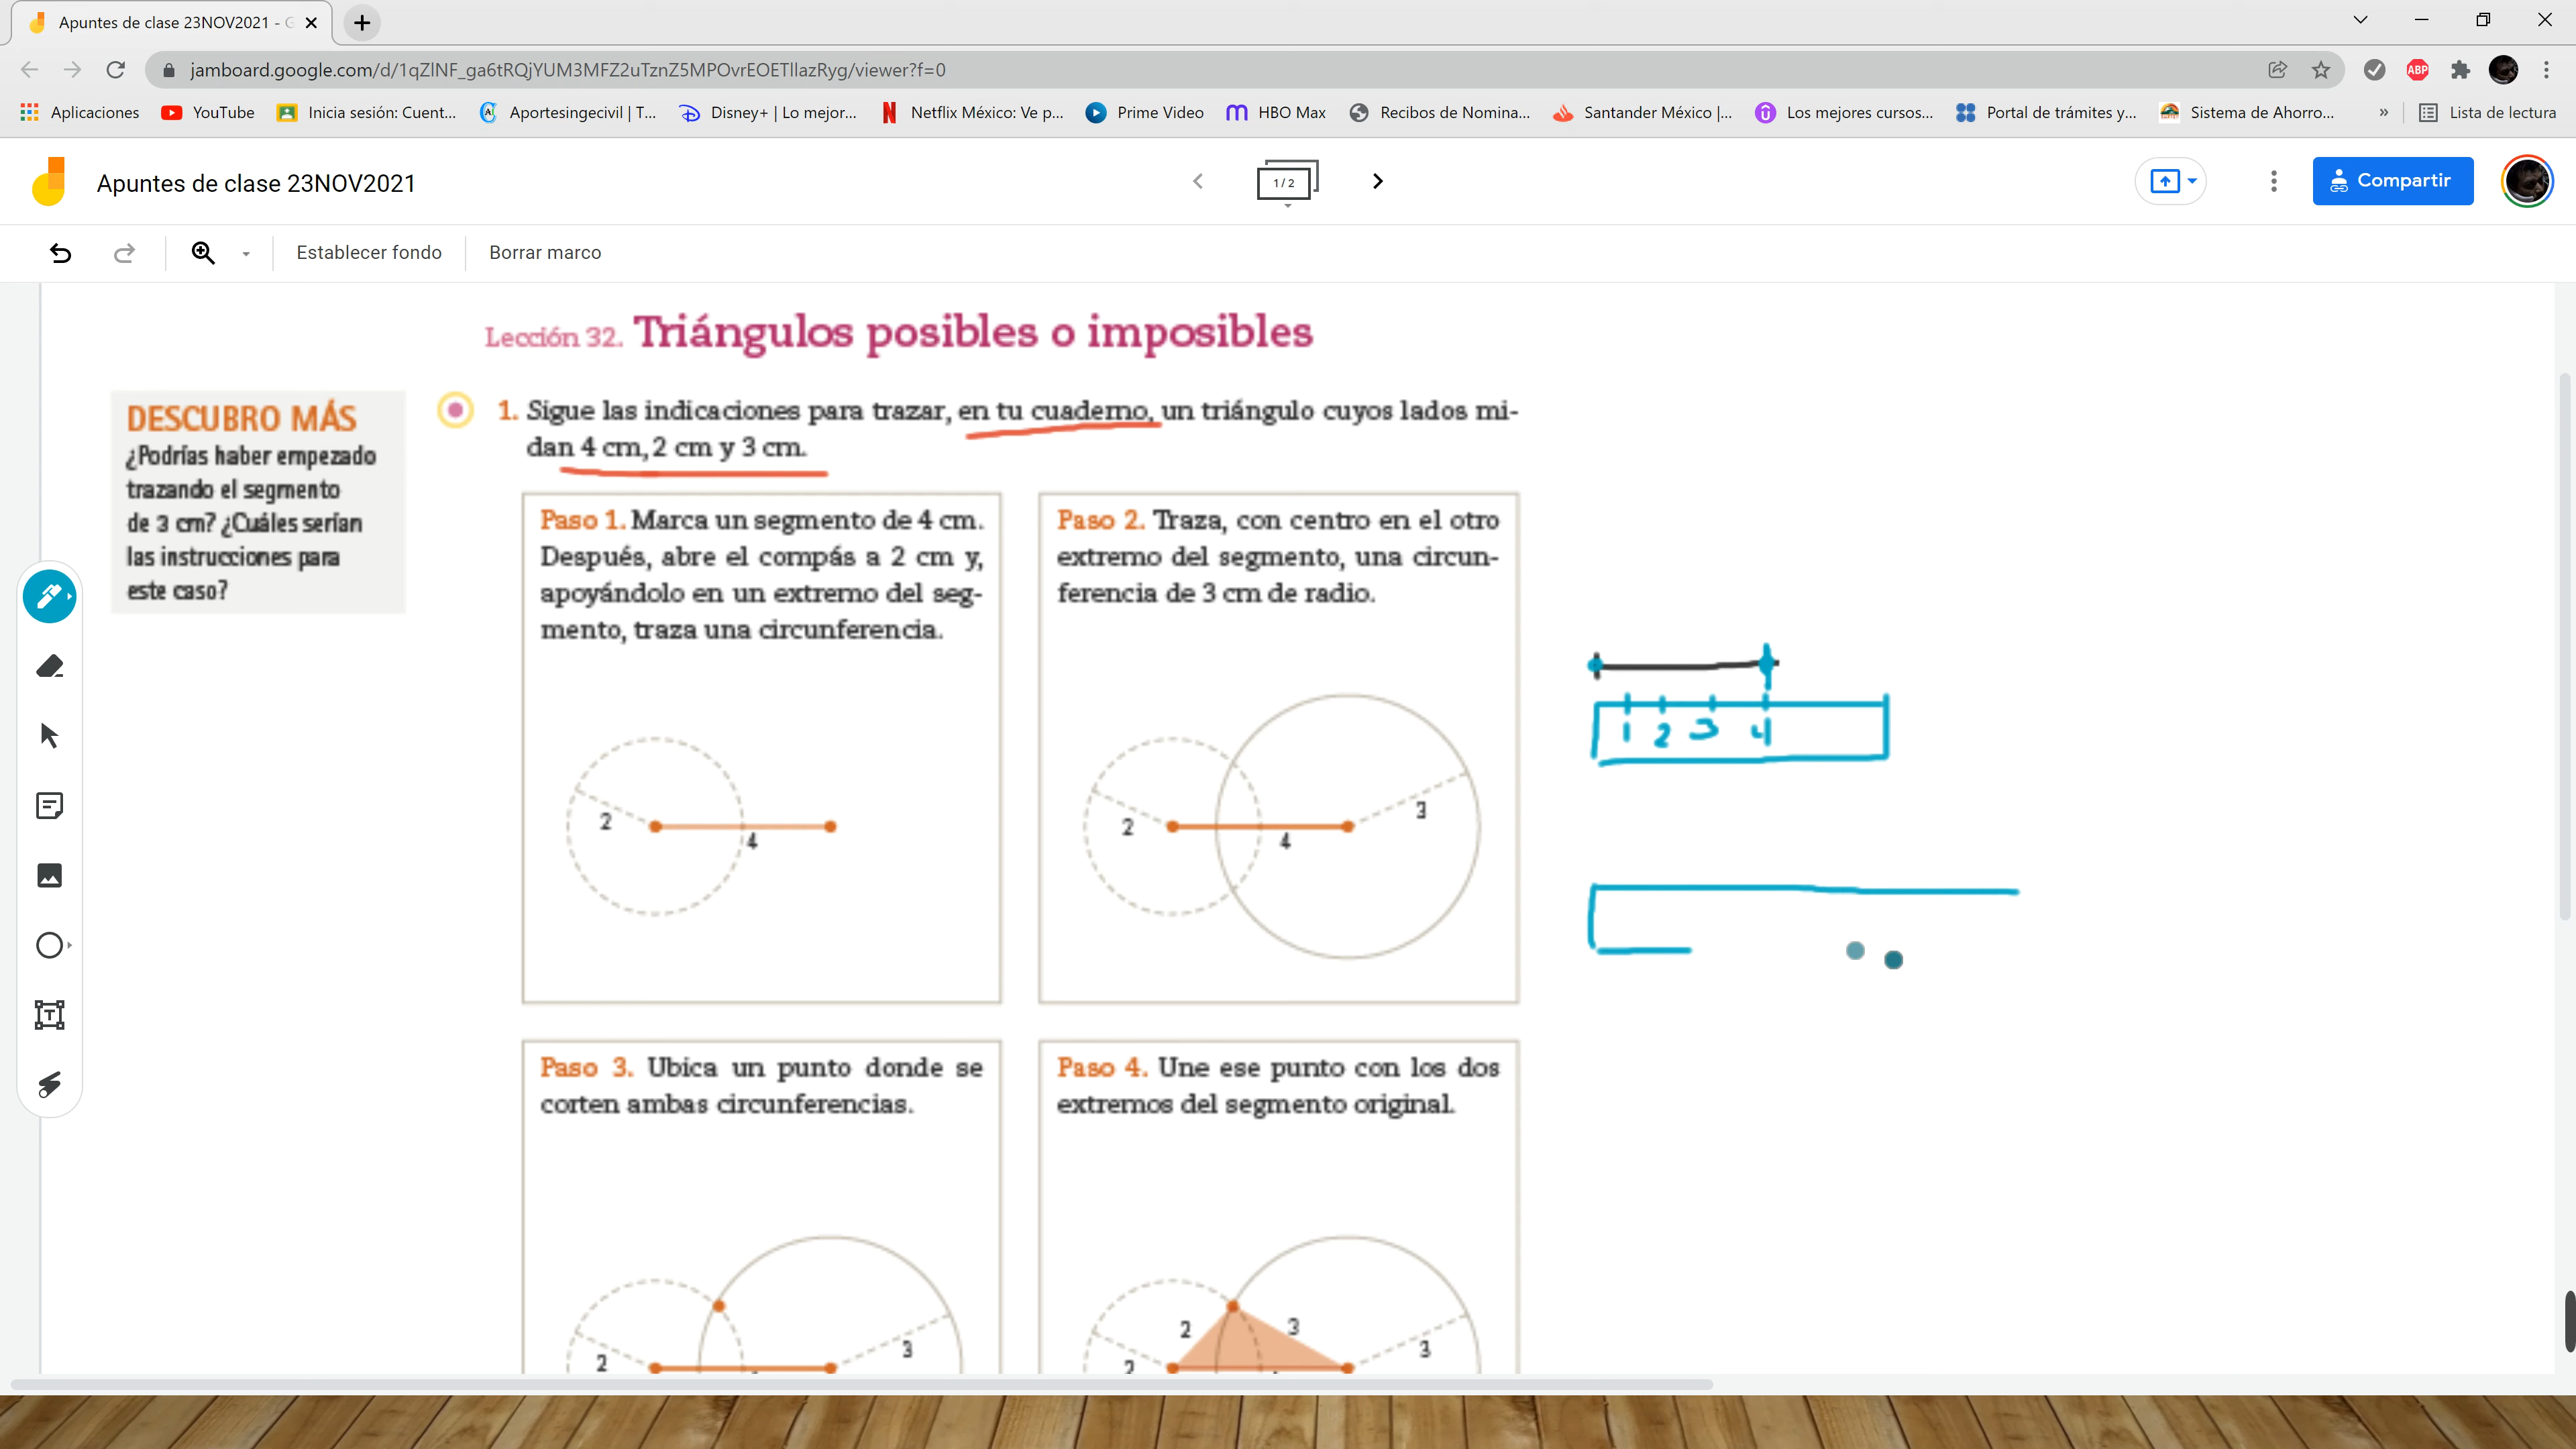 Apuntes de clase 23NOV2021 - G
jamboard.google.com/d/1qZlNF_ga6tRQjYUM3MFZ2uTznZ5MPOvrEOETllazRyg/viewer?f=0
ABP
Aplicaciones YouTube Inicia sesión: Cuent... Aportesingecivil | T... Disney+ | Lo mejor... Netflix México: Ve p... Prime Video HBO Max Recibos de Nomina... Santander México |... Los mejores cursos... Portal de trámites y... Sistema de Ahorro... » Lista de lectura
Apuntes de clase 23NOV2021
1 / 2
Compartir
Establecer fondo Borrar marco
Lección 32. Triángulos posibles o imposibles
DESCUBRO MÁS
¿Podrías haber empezado
trazando el segmento
de 3 cm? ¿Cuáles serían
las instrucciones para
este caso?
1. Sigue las indicaciones para trazar, en tu cuaderno, un triángulo cuyos lados mi-
dan 4 cm, 2 cm y 3 cm.
Paso 1. Marca un segmento de 4 cm.
Después, abre el compás a 2 cm y,
apoyándolo en un extremo del seg-
mento, traza una circunferencia.
2
4
Paso 2. Traza, con centro en el otro
extremo del segmento, una circun-
ferencia de 3 cm de radio.
2
4
3
1 2 3 4
Paso 3. Ubica un punto donde se
corten ambas circunferencias.
2
3
Paso 4. Une ese punto con los dos
extremos del segmento original.
2
3
2
3